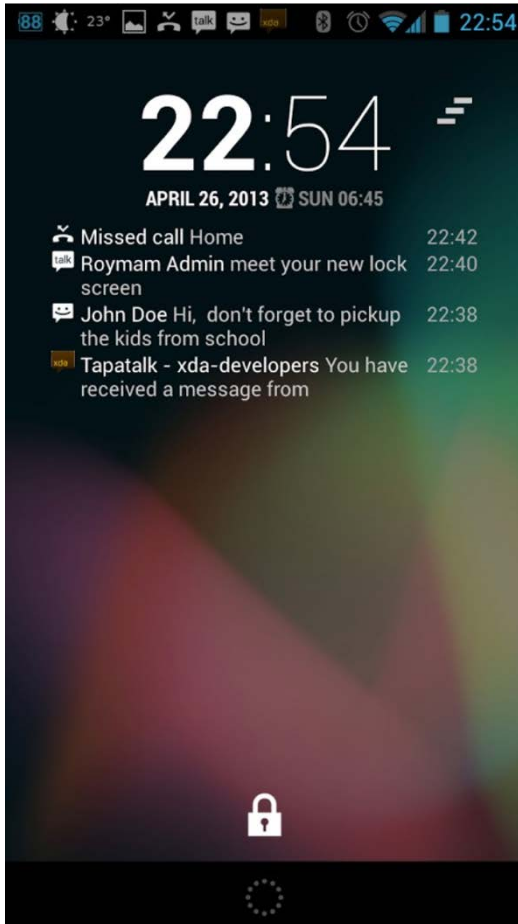 88 23° talk xda 22:54
22:54
APRIL 26, 2013 SUN 06:45
Missed call Home 22:42
talk Roymam Admin meet your new lock 22:40
screen
John Doe Hi, don't forget to pickup 22:38
the kids from school
xda Tapatalk - xda-developers You have 22:38
received a message from